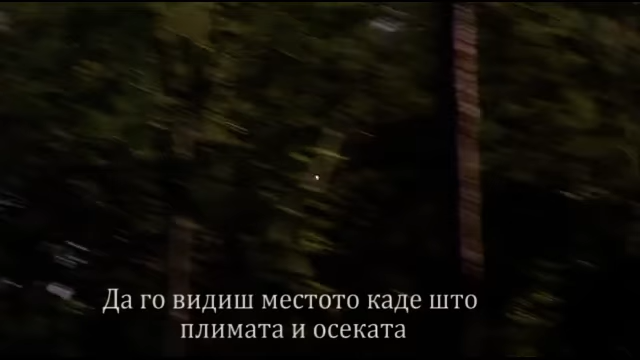 Да го видиш местото каде што
плимата и осеката